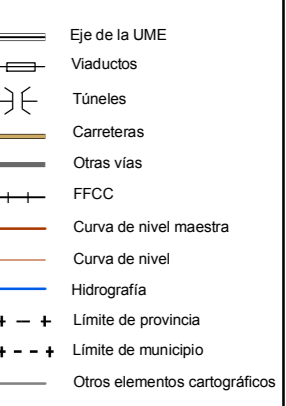 Eje de la UME
Viaductos
Túneles
Carreteras
Otras vías
FFCC
Curva de nivel maestra
Curva de nivel
Hidrografía
Límite de provincia
Límite de municipio
Otros elementos cartográficos